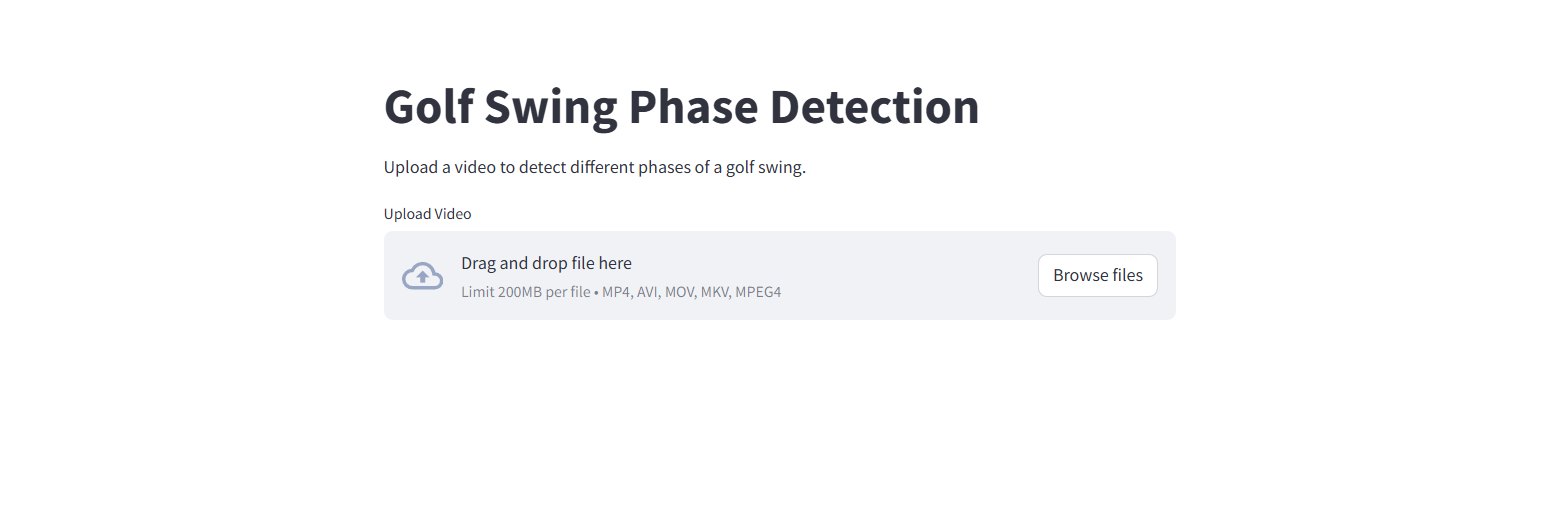 Golf Swing Phase Detection
Upload a video to detect different phases of a golf swing.
Upload Video
Drag and drop file here
Limit 200MB per file • MP4, AVI, MOV, MKV, MPEG4
Browse files